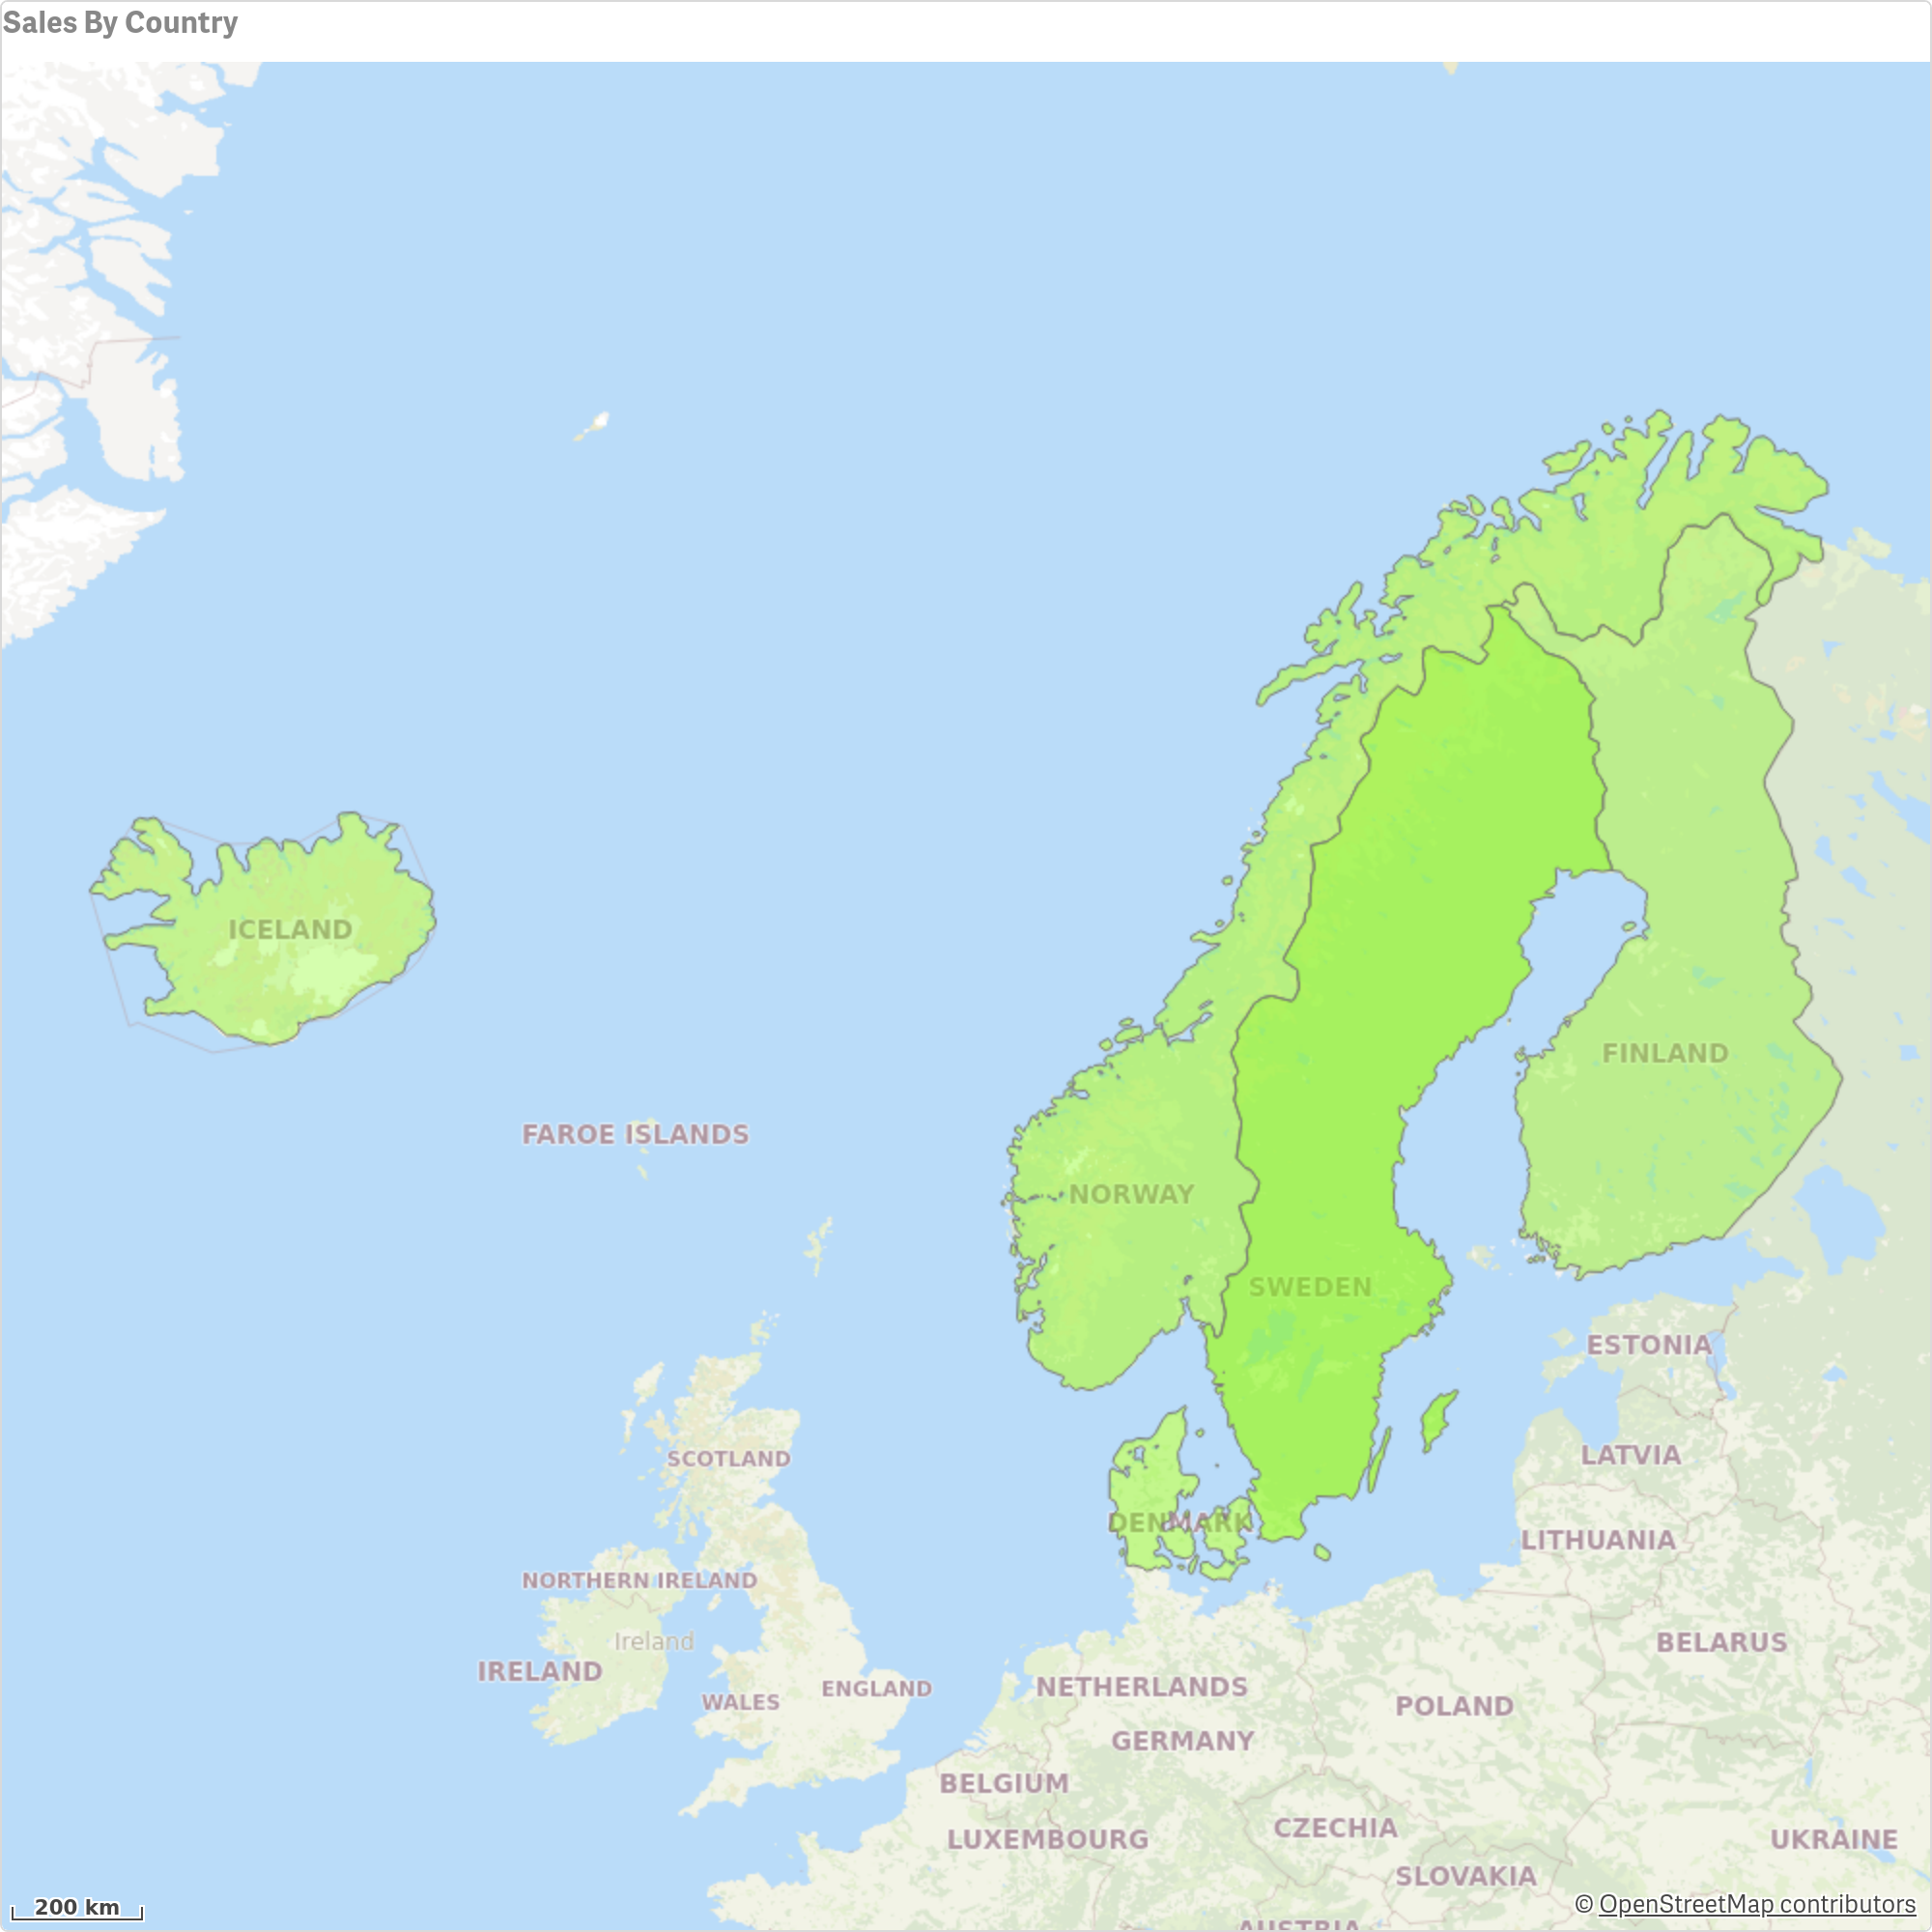 Sales By Country
ICELAND
FINLAND
FAROE ISLANDS
NORWAY
SWEDEN
ESTONIA
SCOTLAND
LATVIA
DENMARK
LITHUANIA
NORTHERN IRELAND
Ireland
BELARUS
IRELAND
NETHERLANDS
ENGLAND
WALES
POLAND
GERMANY
BELGIUM
CZECHIA
LUXEMBOURG
UKRAINE
SLOVAKIA
200 km
© OpenStreetMap contributors
AUSTRIA